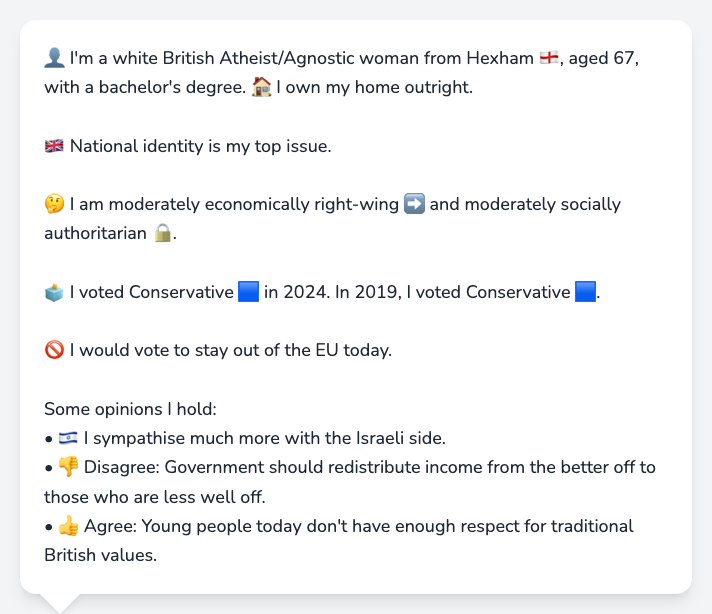 👤 I'm a white British Atheist/Agnostic woman from Hexham 🏴󠁧󠁢󠁥󠁮󠁧󠁿, aged 67,
with a bachelor's degree. 🏠 I own my home outright.
🇬🇧 National identity is my top issue.
🤔 I am moderately economically right-wing ➡️ and moderately socially
authoritarian 🔒.
🗳️ I voted Conservative 🟦 in 2024. In 2019, I voted Conservative 🟦.
🚫 I would vote to stay out of the EU today.
Some opinions I hold:
• 🇮🇱 I sympathise much more with the Israeli side.
• 👎 Disagree: Government should redistribute income from the better off to
those who are less well off.
• 👍 Agree: Young people today don't have enough respect for traditional
British values.